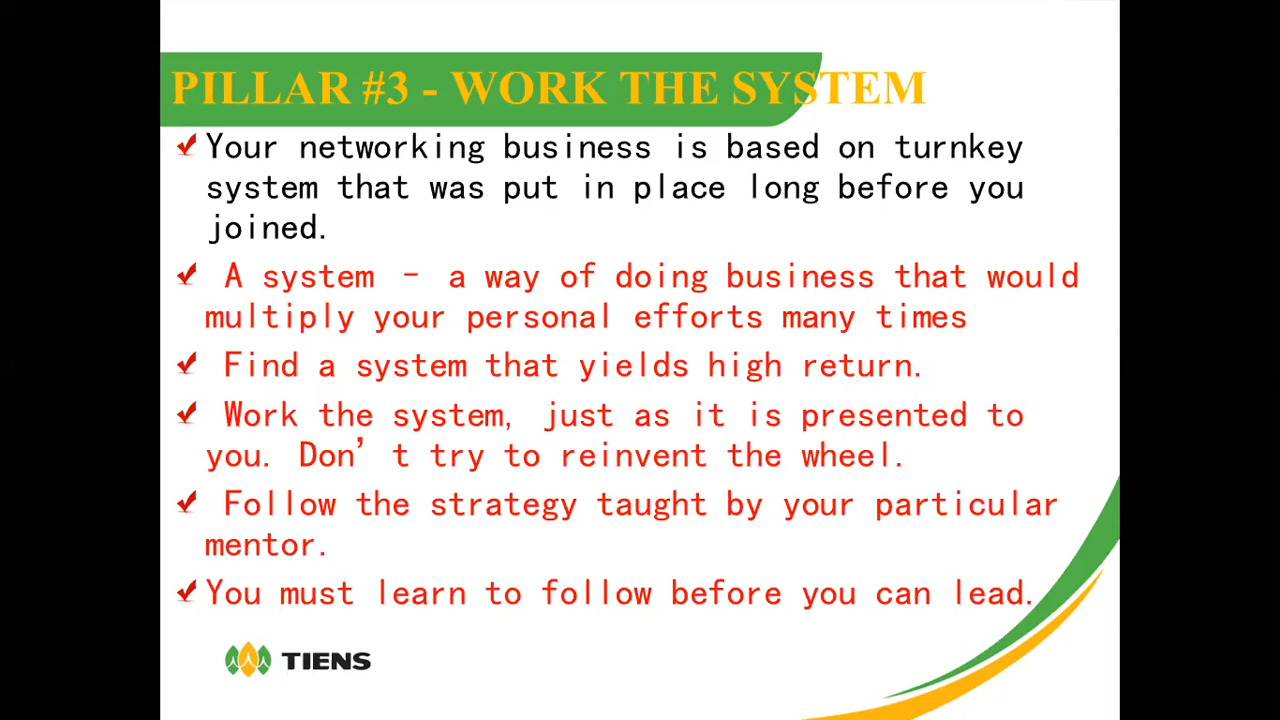 PILLAR #3 - WORK THE SYSTEM
Your networking business is based on turnkey
system that was put in place long before you
joined.
A system – a way of doing business that would
multiply your personal efforts many times
Find a system that yields high return.
Work the system, just as it is presented to
you. Don’t try to reinvent the wheel.
Follow the strategy taught by your particular
mentor.
You must learn to follow before you can lead.
TIENS